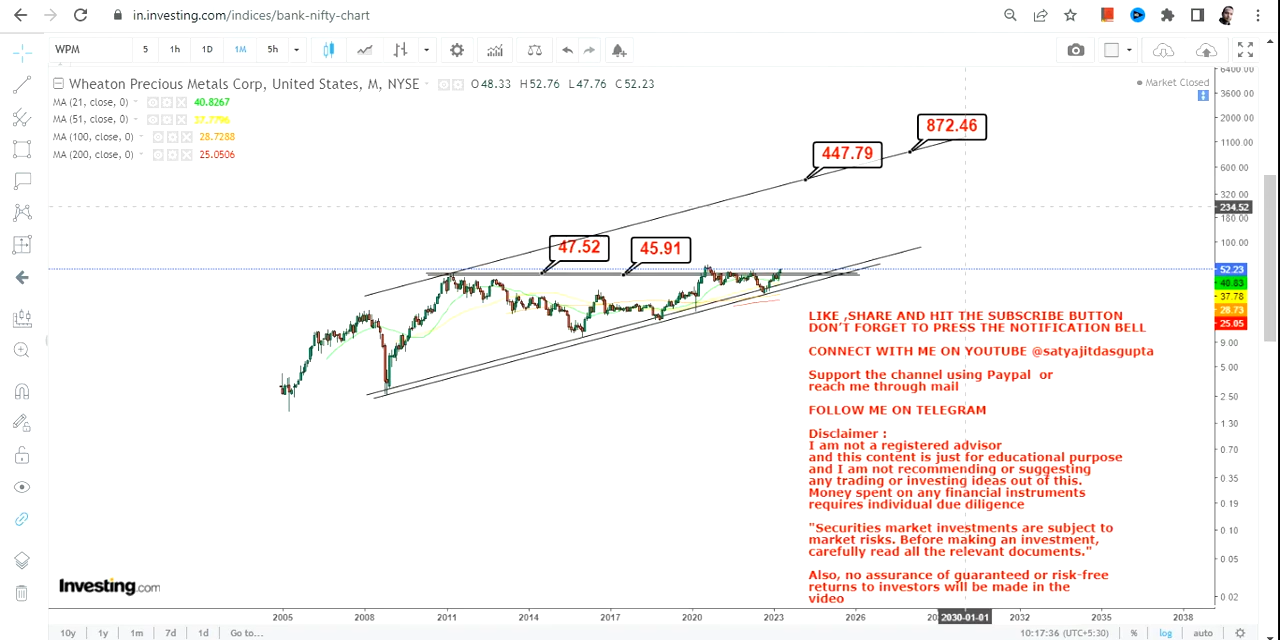 in.investing.com/indices/bank-nifty-chart
WPM 5 1h 1D 1M 5h
Wheaton Precious Metals Corp, United States, M, NYSE O48.33 H52.76 L47.76 C52.23
Market Closed
MA (21, close, 0) 40.8267
MA (51, close, 0)
MA (100, close, 0) 28.7288
MA (200, close, 0) 25.0506
872.46
447.79
47.52
45.91
6400.00
3600.00
2000.00
1100.00
600.00
320.00
234.52
180.00
100.00
52.23
40.83
37.78
28.73
25.05
9.00
5.00
2.50
1.30
0.70
0.35
0.19
0.10
0.05
0.02
LIKE ,SHARE AND HIT THE SUBSCRIBE BUTTON
DON'T FORGET TO PRESS THE NOTIFICATION BELL
CONNECT WITH ME ON YOUTUBE @satyajitdasgupta
Support the channel using Paypal or
reach me through mail
FOLLOW ME ON TELEGRAM
Disclaimer :
I am not a registered advisor
and this content is just for educational purpose
and I am not recommending or suggesting
any trading or investing ideas out of this.
Money spent on any financial instruments
requires individual due diligence
"Securities market investments are subject to
market risks. Before making an investment,
carefully read all the relevant documents."
Also, no assurance of guaranteed or risk-free
returns to investors will be made in the
video
Investing.com
2005 2008 2011 2014 2017 2020 2023 2026 2030-01-01 2032 2035 2038
10y 1y 1m 7d 1d Go to... 10:17:36 (UTC+5:30) % log auto